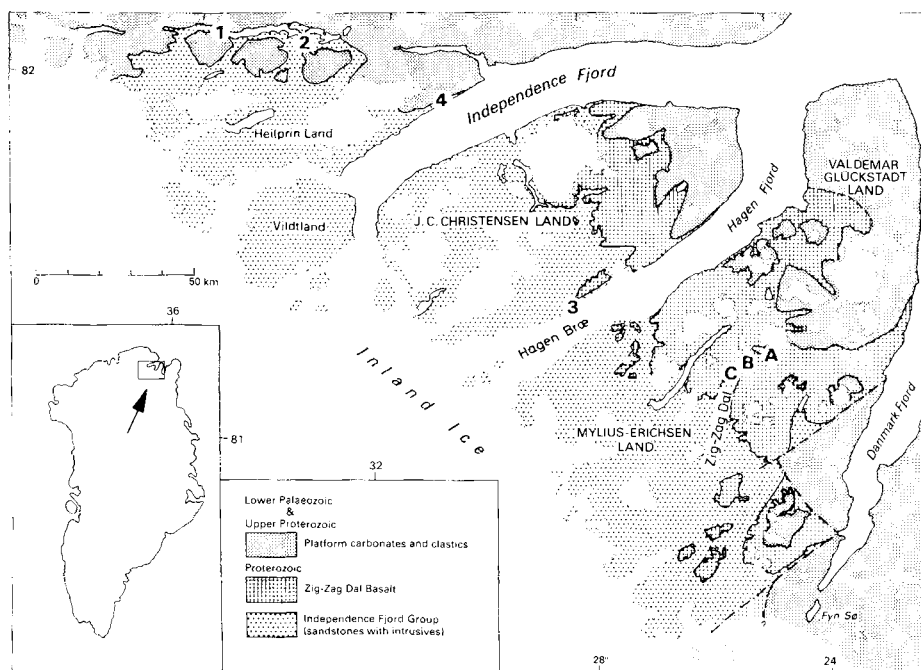 1
2
82
4
Independence Fjord
Heilprin Land
VALDEMAR
GLÜCKSTADT
LAND
Hagen Fjord
J. C. CHRISTENSEN LAND
Vildtland
0 50 km
3
Hagen Bræ
36
Inland Ice
A
B
C
Zig-Zag Dal
MYLIUS-ERICHSEN
LAND
Danmark Fjord
81
32
Lower Palaeozoic
&
Upper Proterozoic
Platform carbonates and clastics
Proterozoic
Zig-Zag Dal Basalt
Independence Fjord Group
(sandstones with intrusives)
Fyn Sø
28°
24